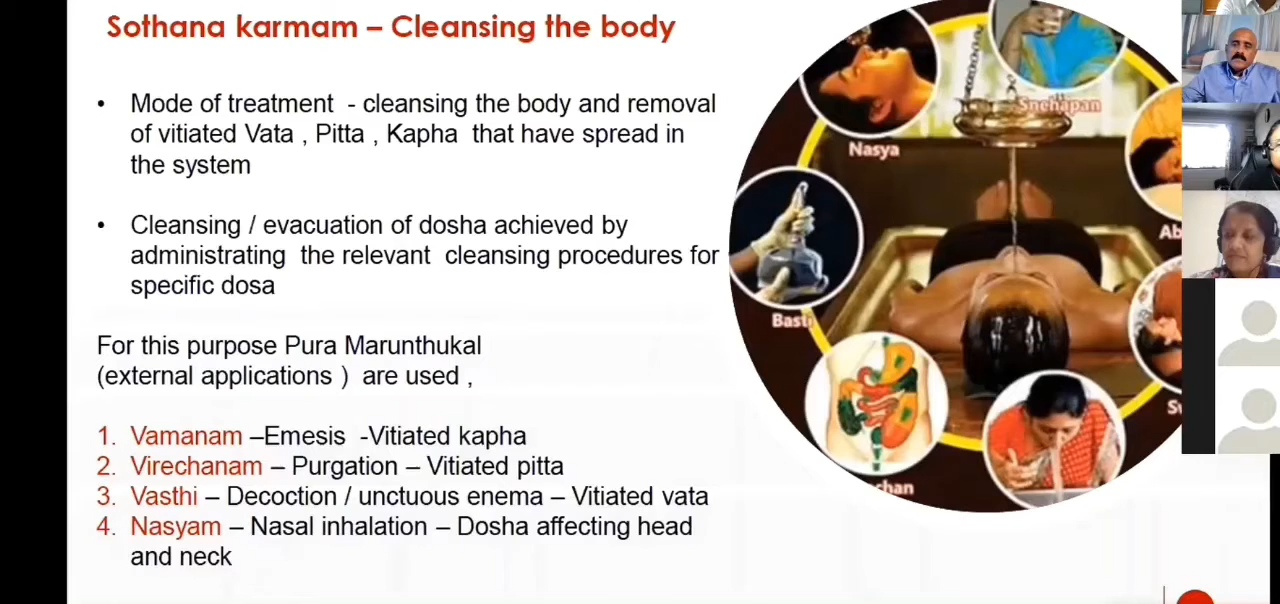 Sothana karmam – Cleansing the body
• Mode of treatment - cleansing the body and removal
of vitiated Vata , Pitta , Kapha that have spread in
the system
• Cleansing / evacuation of dosha achieved by
administrating the relevant cleansing procedures for
specific dosa
For this purpose Pura Marunthukal
(external applications ) are used ,
1. Vamanam –Emesis -Vitiated kapha
2. Virechanam – Purgation – Vitiated pitta
3. Vasthi – Decoction / unctuous enema – Vitiated vata
4. Nasyam – Nasal inhalation – Dosha affecting head
and neck
Snehapan
Nasya
Basti